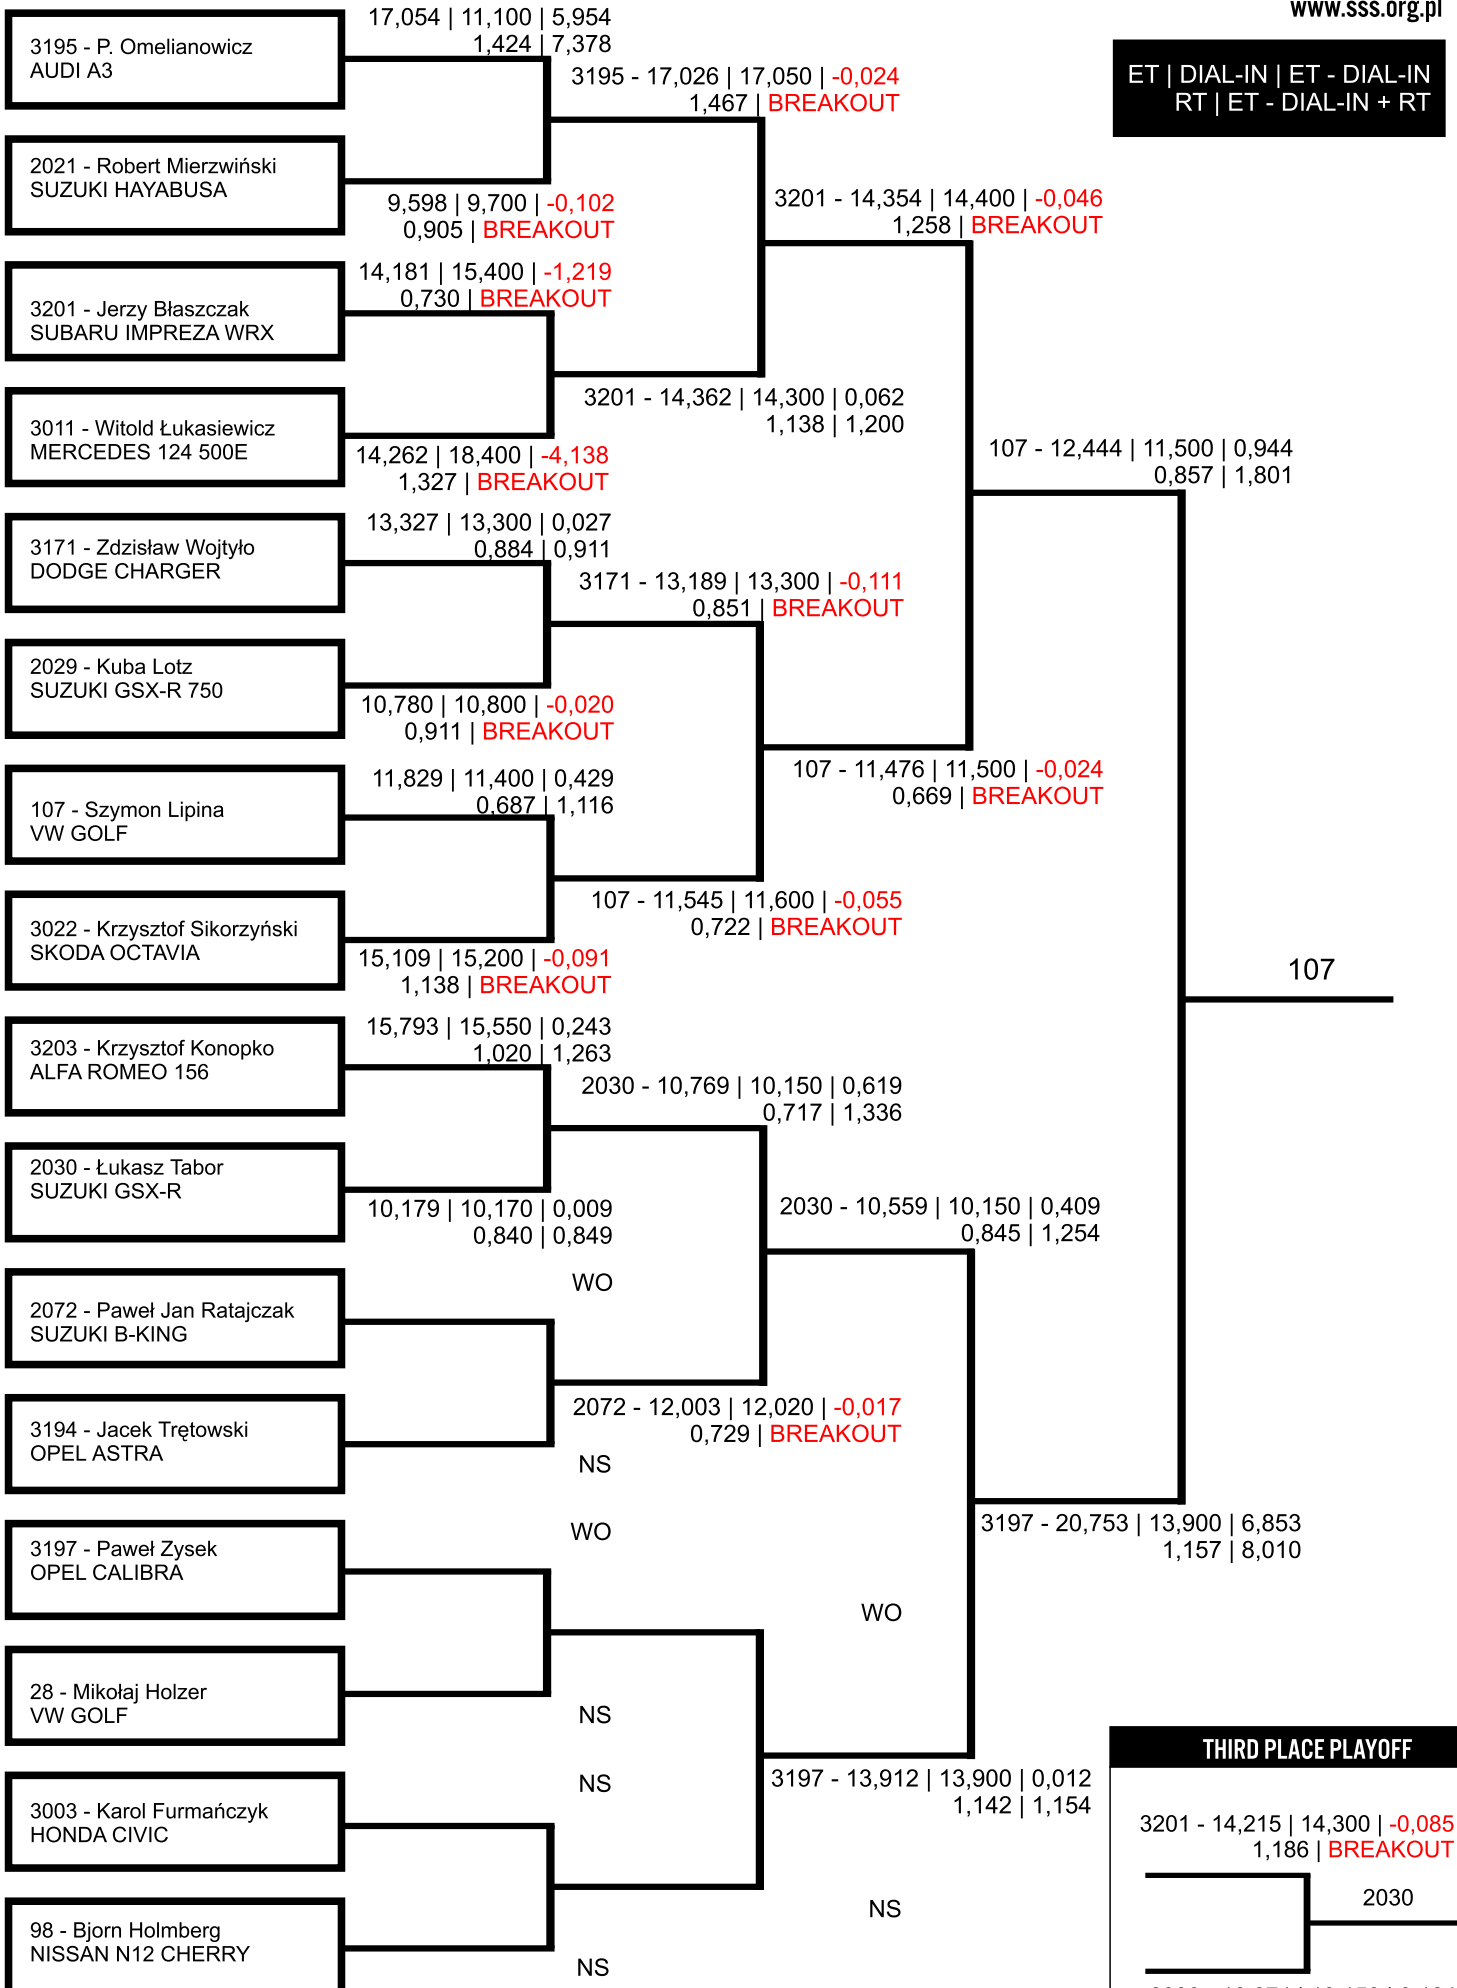 www.sss.org.pl
ET | DIAL-IN | ET - DIAL-IN
RT | ET - DIAL-IN + RT
17,054 | 11,100 | 5,954
1,424 | 7,378
3195 - P. Omelianowicz
AUDI A3
3195 - 17,026 | 17,050 | -0,024
1,467 | BREAKOUT
2021 - Robert Mierzwiński
SUZUKI HAYABUSA
9,598 | 9,700 | -0,102
0,905 | BREAKOUT
3201 - 14,354 | 14,400 | -0,046
1,258 | BREAKOUT
14,181 | 15,400 | -1,219
0,730 | BREAKOUT
3201 - Jerzy Błaszczak
SUBARU IMPREZA WRX
3201 - 14,362 | 14,300 | 0,062
1,138 | 1,200
3011 - Witold Łukasiewicz
MERCEDES 124 500E
14,262 | 18,400 | -4,138
1,327 | BREAKOUT
107 - 12,444 | 11,500 | 0,944
0,857 | 1,801
13,327 | 13,300 | 0,027
0,884 | 0,911
3171 - Zdzisław Wojtyło
DODGE CHARGER
3171 - 13,189 | 13,300 | -0,111
0,851 | BREAKOUT
2029 - Kuba Lotz
SUZUKI GSX-R 750
10,780 | 10,800 | -0,020
0,911 | BREAKOUT
107 - 11,476 | 11,500 | -0,024
0,669 | BREAKOUT
11,829 | 11,400 | 0,429
0,687 | 1,116
107 - Szymon Lipina
VW GOLF
107 - 11,545 | 11,600 | -0,055
0,722 | BREAKOUT
3022 - Krzysztof Sikorzyński
SKODA OCTAVIA
15,109 | 15,200 | -0,091
1,138 | BREAKOUT
107
15,793 | 15,550 | 0,243
1,020 | 1,263
3203 - Krzysztof Konopko
ALFA ROMEO 156
2030 - 10,769 | 10,150 | 0,619
0,717 | 1,336
2030 - Łukasz Tabor
SUZUKI GSX-R
10,179 | 10,170 | 0,009
0,840 | 0,849
2030 - 10,559 | 10,150 | 0,409
0,845 | 1,254
WO
2072 - Paweł Jan Ratajczak
SUZUKI B-KING
2072 - 12,003 | 12,020 | -0,017
0,729 | BREAKOUT
3194 - Jacek Trętowski
OPEL ASTRA
NS
WO
3197 - 20,753 | 13,900 | 6,853
1,157 | 8,010
3197 - Paweł Zysek
OPEL CALIBRA
WO
28 - Mikołaj Holzer
VW GOLF
NS
NS
3197 - 13,912 | 13,900 | 0,012
1,142 | 1,154
3003 - Karol Furmańczyk
HONDA CIVIC
NS
98 - Bjorn Holmberg
NISSAN N12 CHERRY
NS
THIRD PLACE PLAYOFF
3201 - 14,215 | 14,300 | -0,085
1,186 | BREAKOUT
2030